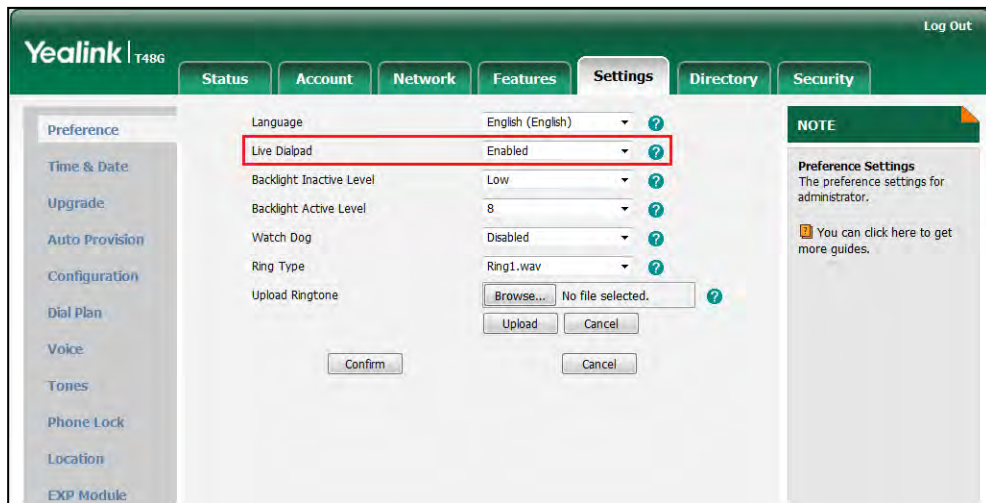 Log Out
Yealink T48G
Status Account Network Features Settings Directory Security
Preference
Time & Date
Upgrade
Auto Provision
Configuration
Dial Plan
Voice
Tones
Phone Lock
Location
EXP Module
Language English (English)
Live Dialpad Enabled
Backlight Inactive Level Low
Backlight Active Level 8
Watch Dog Disabled
Ring Type Ring1.wav
Upload Ringtone Browse... No file selected.
Upload Cancel
Confirm Cancel
NOTE
Preference Settings
The preference settings for
administrator.
You can click here to get
more guides.